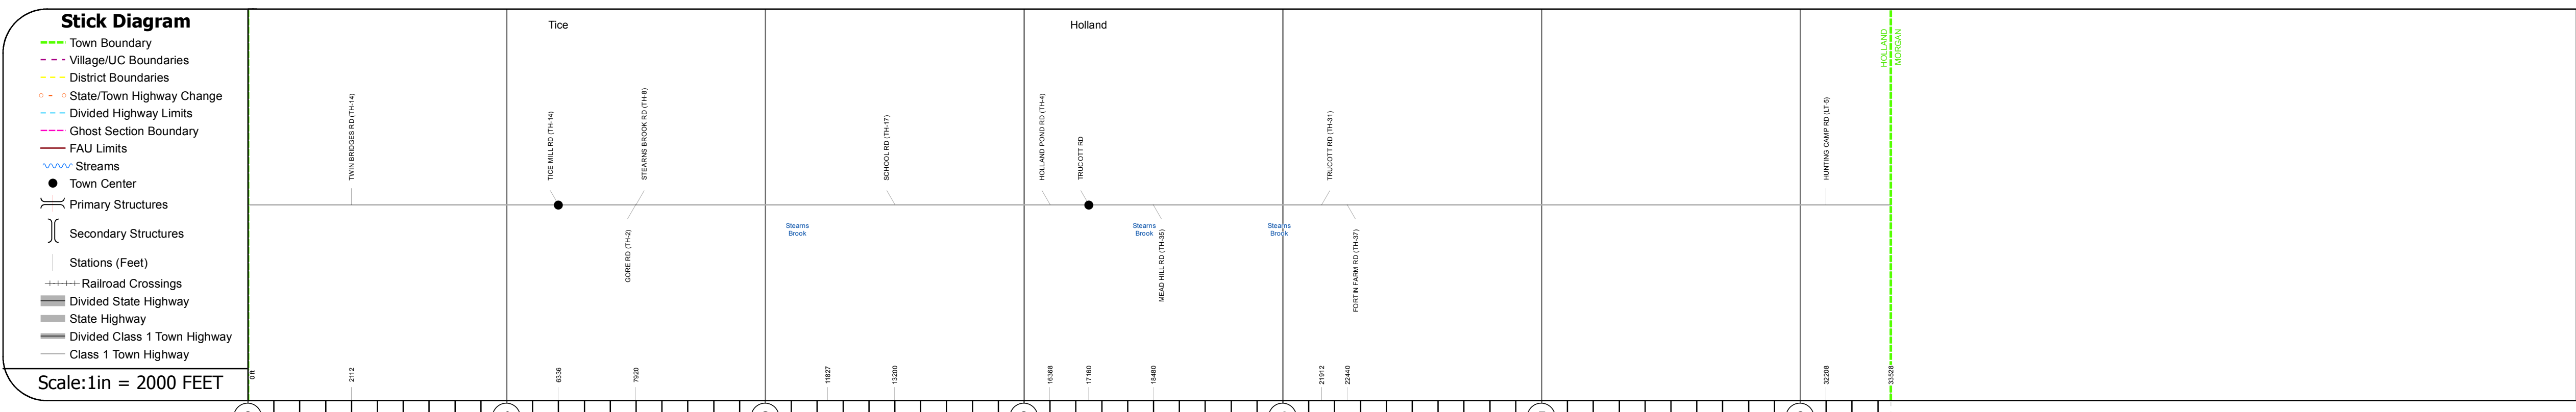 Stick Diagram
Town Boundary
Village/UC Boundaries
District Boundaries
State/Town Highway Change
Divided Highway Limits
Ghost Section Boundary
FAU Limits
Streams
Town Center
Primary Structures
Secondary Structures
Stations (Feet)
Railroad Crossings
Divided State Highway
State Highway
Divided Class 1 Town Highway
Class 1 Town Highway
Scale:1in = 2000 FEET
Tice
Holland
HOLLAND
MORGAN
TWIN BRIDGES RD (TH-14)
TICE MILL RD (TH-14)
STEARNS BROOK RD (TH-8)
SCHOOL RD (TH-17)
HOLLAND POND RD (TH-4)
TRUCOTT RD
TRUCOTT RD (TH-31)
HUNTING CAMP RD (LT-5)
GORE RD (TH-2)
Stearns
Brook
Stearns
Brook
MEAD HILL RD (TH-35)
Stearns
Brook
FORTIN FARM RD (TH-37)
0 ft
2112
6336
7920
11827
13200
16368
17160
18480
21912
22440
32208
33528